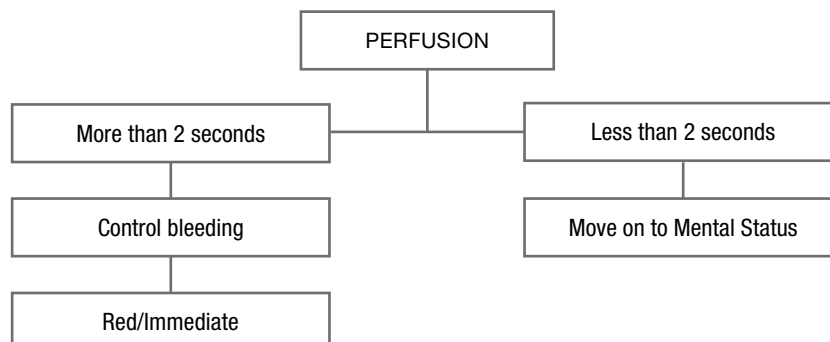 PERFUSION
More than 2 seconds
Less than 2 seconds
Control bleeding
Move on to Mental Status
Red/Immediate